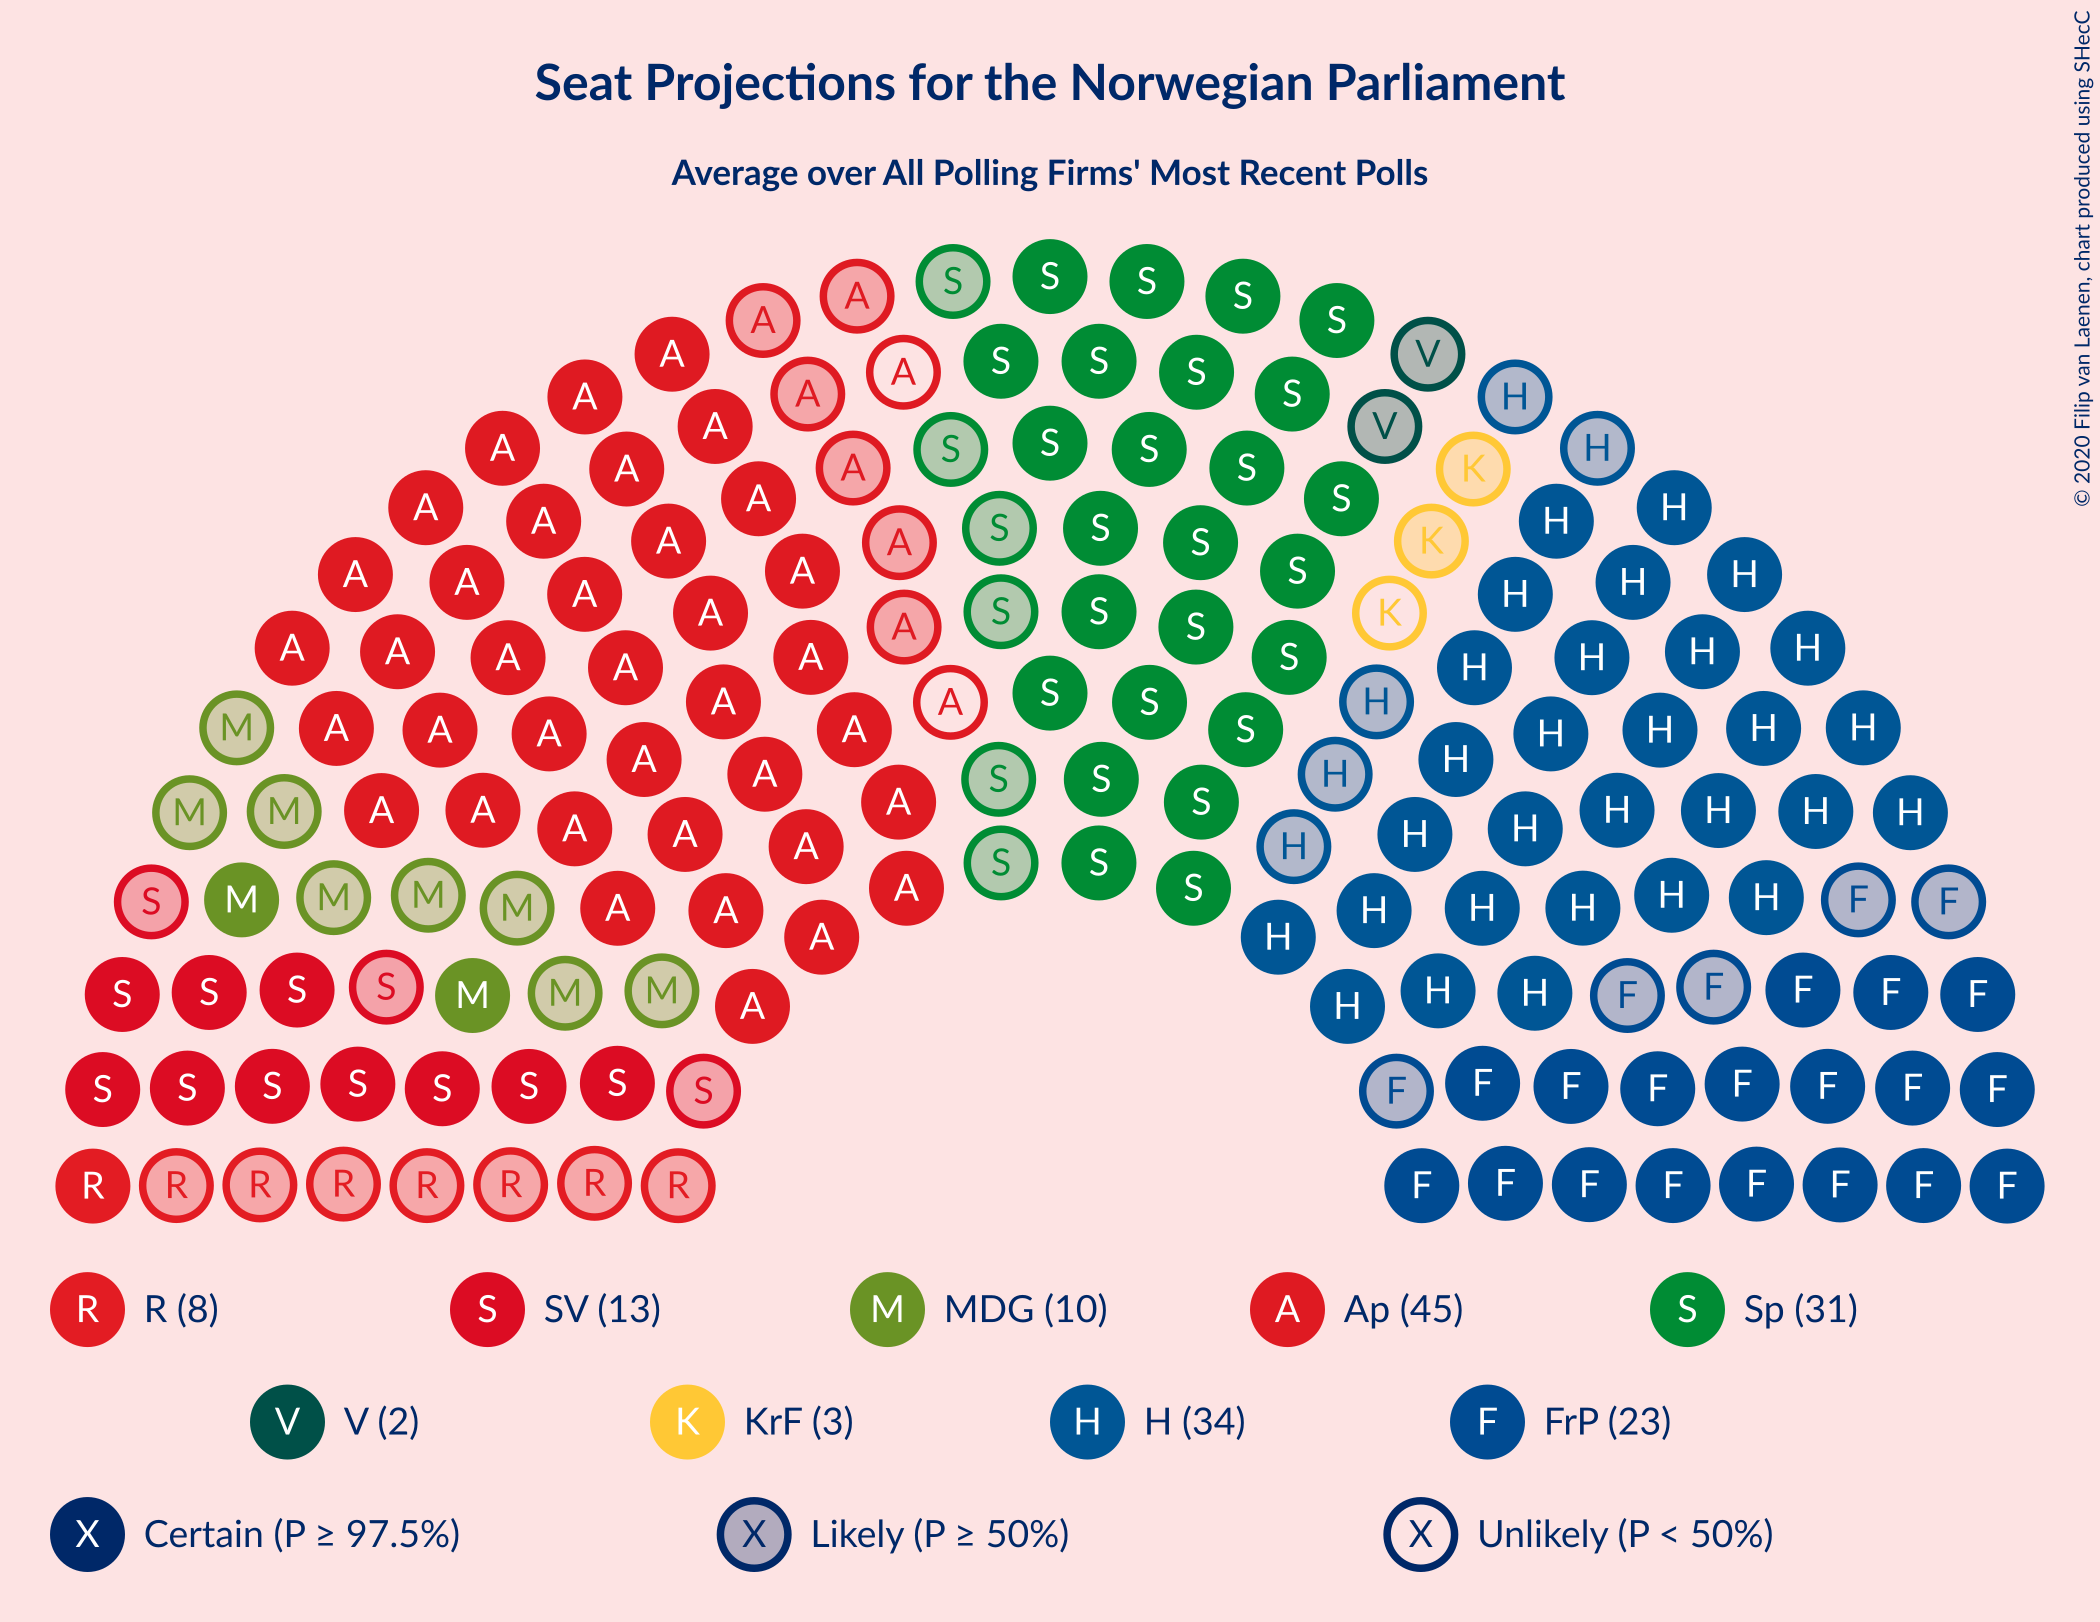 Seat Projections for the Norwegian Parliament
Average over All Polling Firms' Most Recent Polls
© 2020 Filip van Laenen, chart produced using SHecC
S S S S S
A A V
A S S S S H
A A V H
A A S S S S K
A A A S H
A A A S S S K H
A A A S H
A A A S S S K H
A A A S H H
A A A S S H H
M A A A A S S H H H H
M M A A A A S S H H H H
A A S S H H
S M M M M A A A A S S S H H H H H H H F F
S S S S M M M A H H H F F F F F
S S S S S S S S F F F F F F F F
R R R R R R R R F F F F F F F F
R R (8) S SV (13) M MDG (10) A Ap (45) S Sp (31)
V V (2) K KrF (3) H H (34) F FrP (23)
X Certain (P ≥ 97.5%) X Likely (P ≥ 50%) X Unlikely (P < 50%)